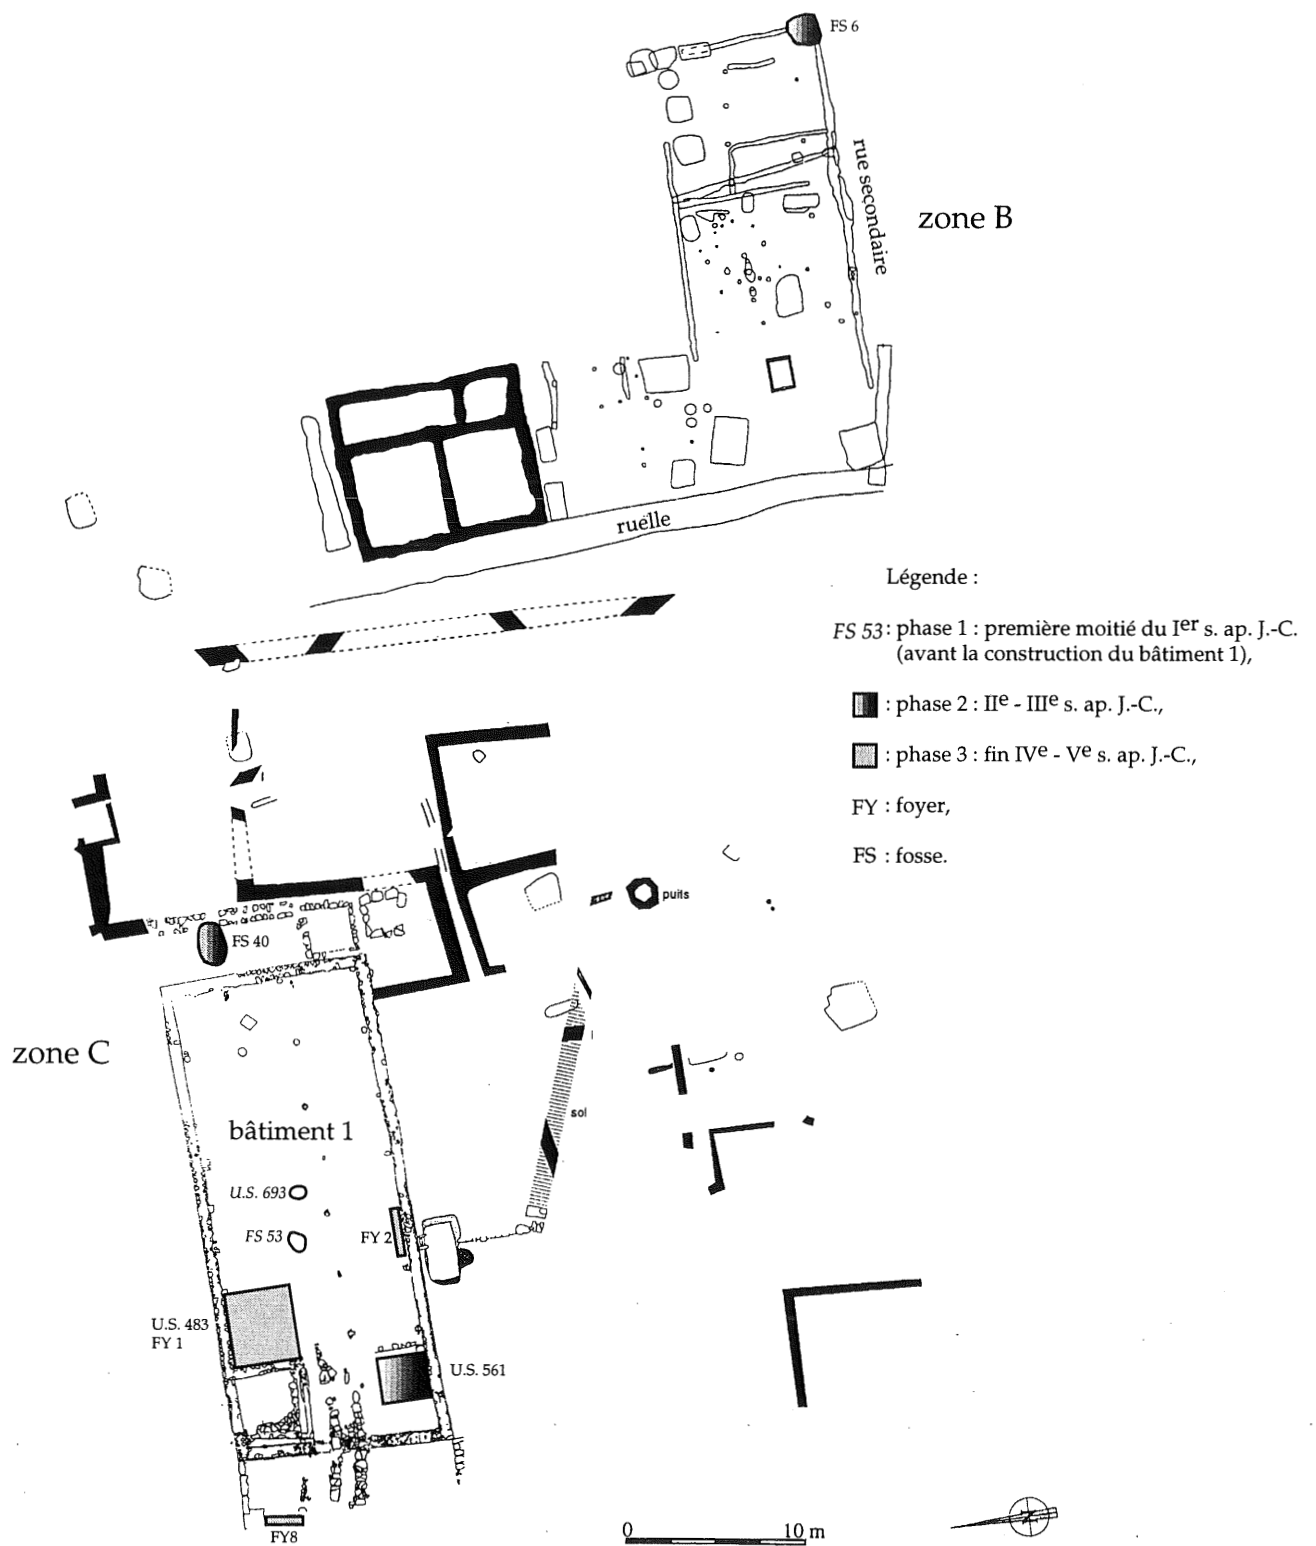 FS 6
rue secondaire
zone B
ruelle
Légende :
FS 53 : phase 1 : première moitié du Ier s. ap. J.-C.
(avant la construction du bâtiment 1),
: phase 2 : IIe - IIIe s. ap. J.-C.,
: phase 3 : fin IVe - Ve s. ap. J.-C.,
FY : foyer,
FS : fosse.
puits
FS 40
zone C
sol
bâtiment 1
U.S. 693
FS 53
FY 2
U.S. 483
FY 1
U.S. 561
FY8
0 10 m
N